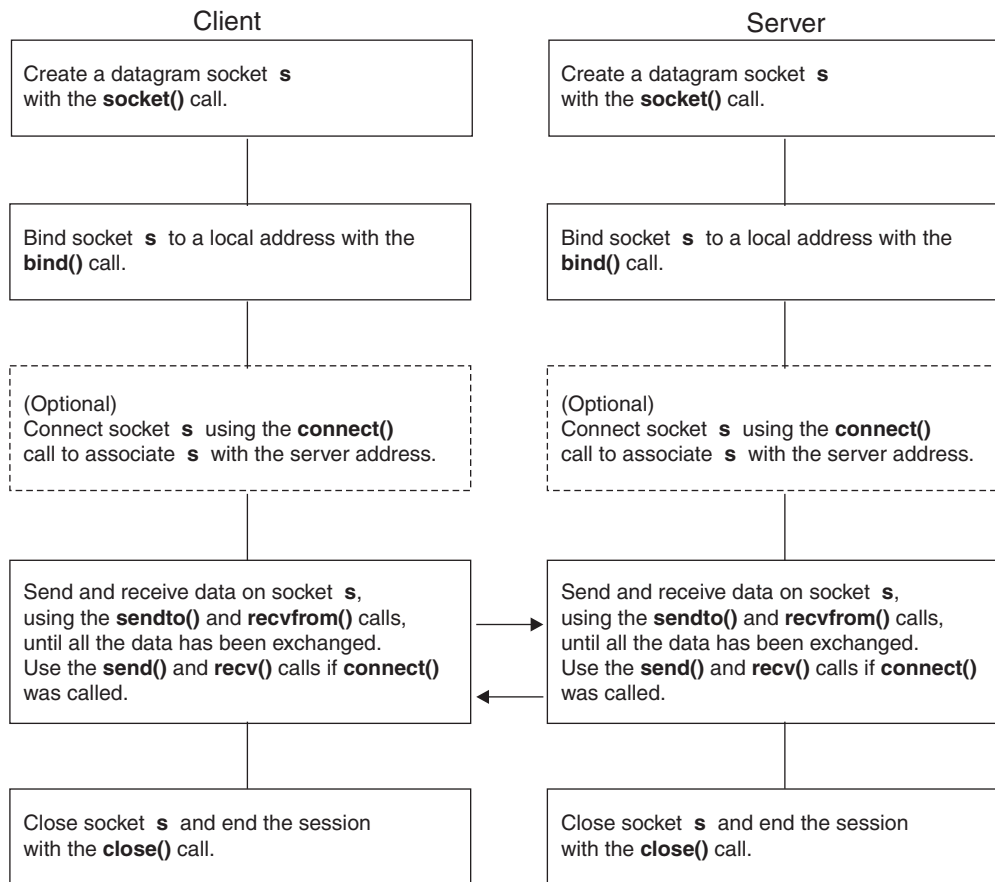 Client
Create a datagram socket s
with the socket() call.
Bind socket s to a local address with the
bind() call.
(Optional)
Connect socket s using the connect()
call to associate s with the server address.
Send and receive data on socket s,
using the sendto() and recvfrom() calls,
until all the data has been exchanged.
Use the send() and recv() calls if connect()
was called.
Close socket s and end the session
with the close() call.
Server
Create a datagram socket s
with the socket() call.
Bind socket s to a local address with the
bind() call.
(Optional)
Connect socket s using the connect()
call to associate s with the server address.
Send and receive data on socket s,
using the sendto() and recvfrom() calls,
until all the data has been exchanged.
Use the send() and recv() calls if connect()
was called.
Close socket s and end the session
with the close() call.